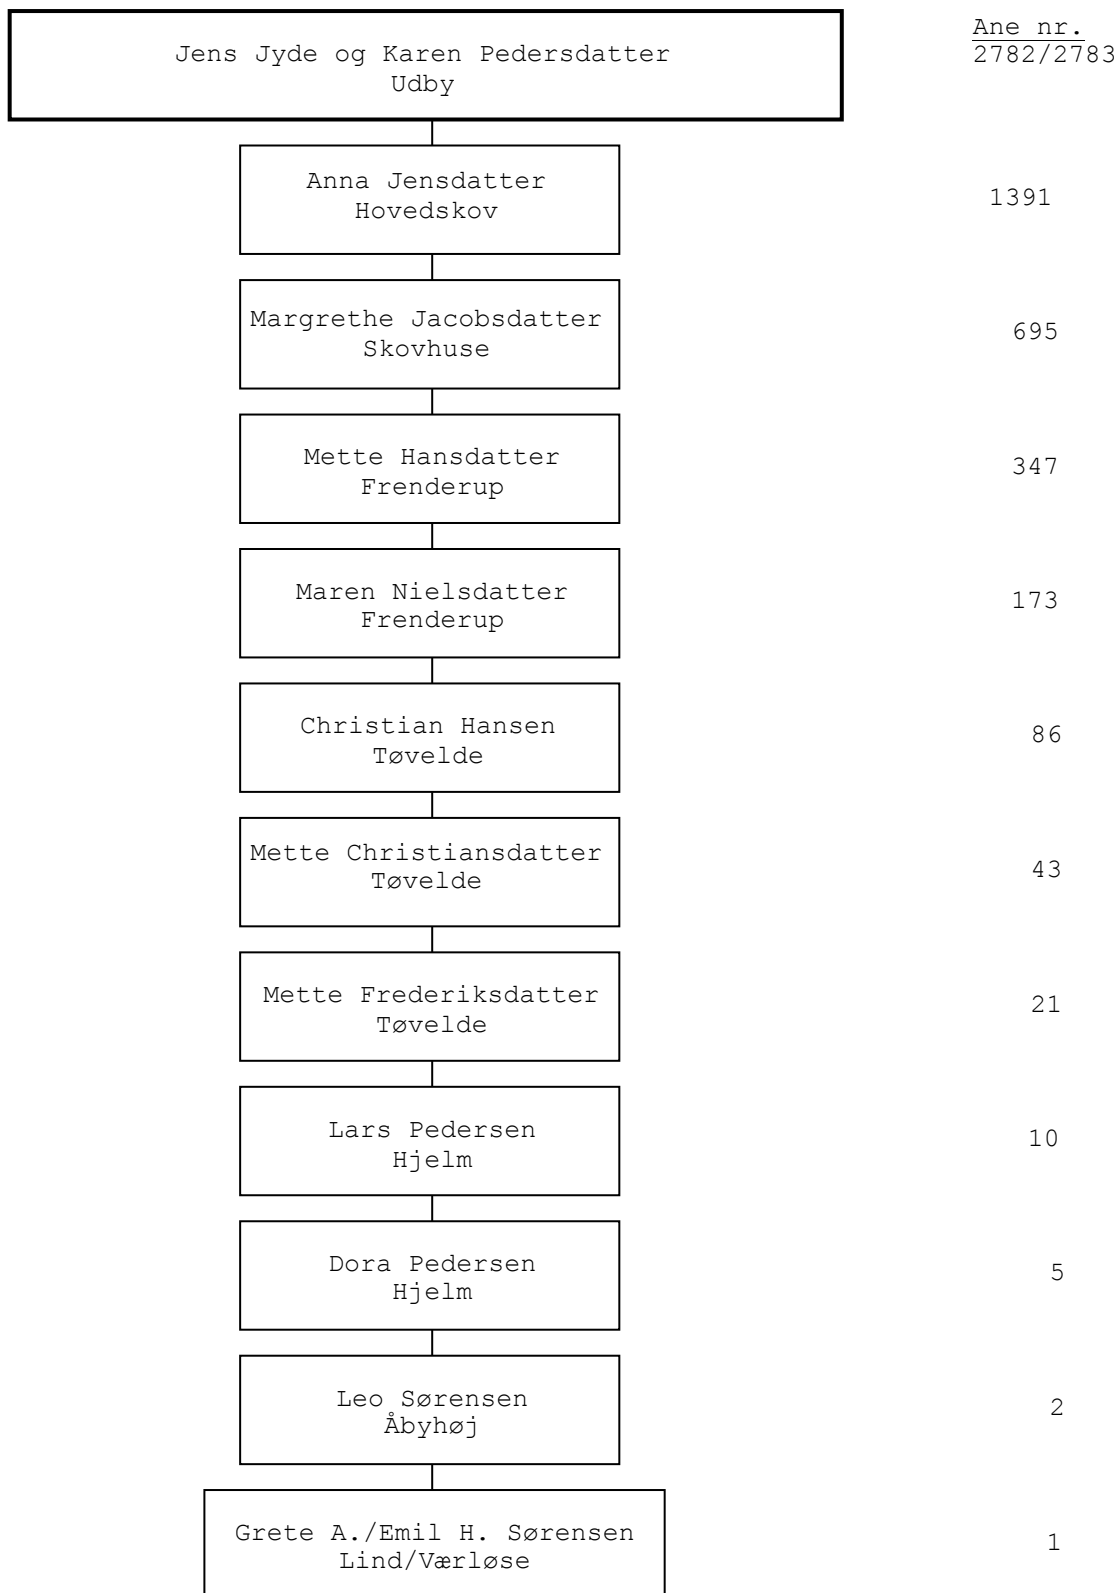 Ane nr.
Jens Jyde og Karen Pedersdatter
2782/2783
Udby
Anna Jensdatter
Hovedskov
1391
Margrethe Jacobsdatter
Skovhuse
695
Mette Hansdatter
Frenderup
347
Maren Nielsdatter
Frenderup
173
Christian Hansen
Tøvelde
86
Mette Christiansdatter
Tøvelde
43
Mette Frederiksdatter
Tøvelde
21
Lars Pedersen
Hjelm
10
Dora Pedersen
Hjelm
5
Leo Sørensen
Åbyhøj
2
Grete A./Emil H. Sørensen
Lind/Værløse
1